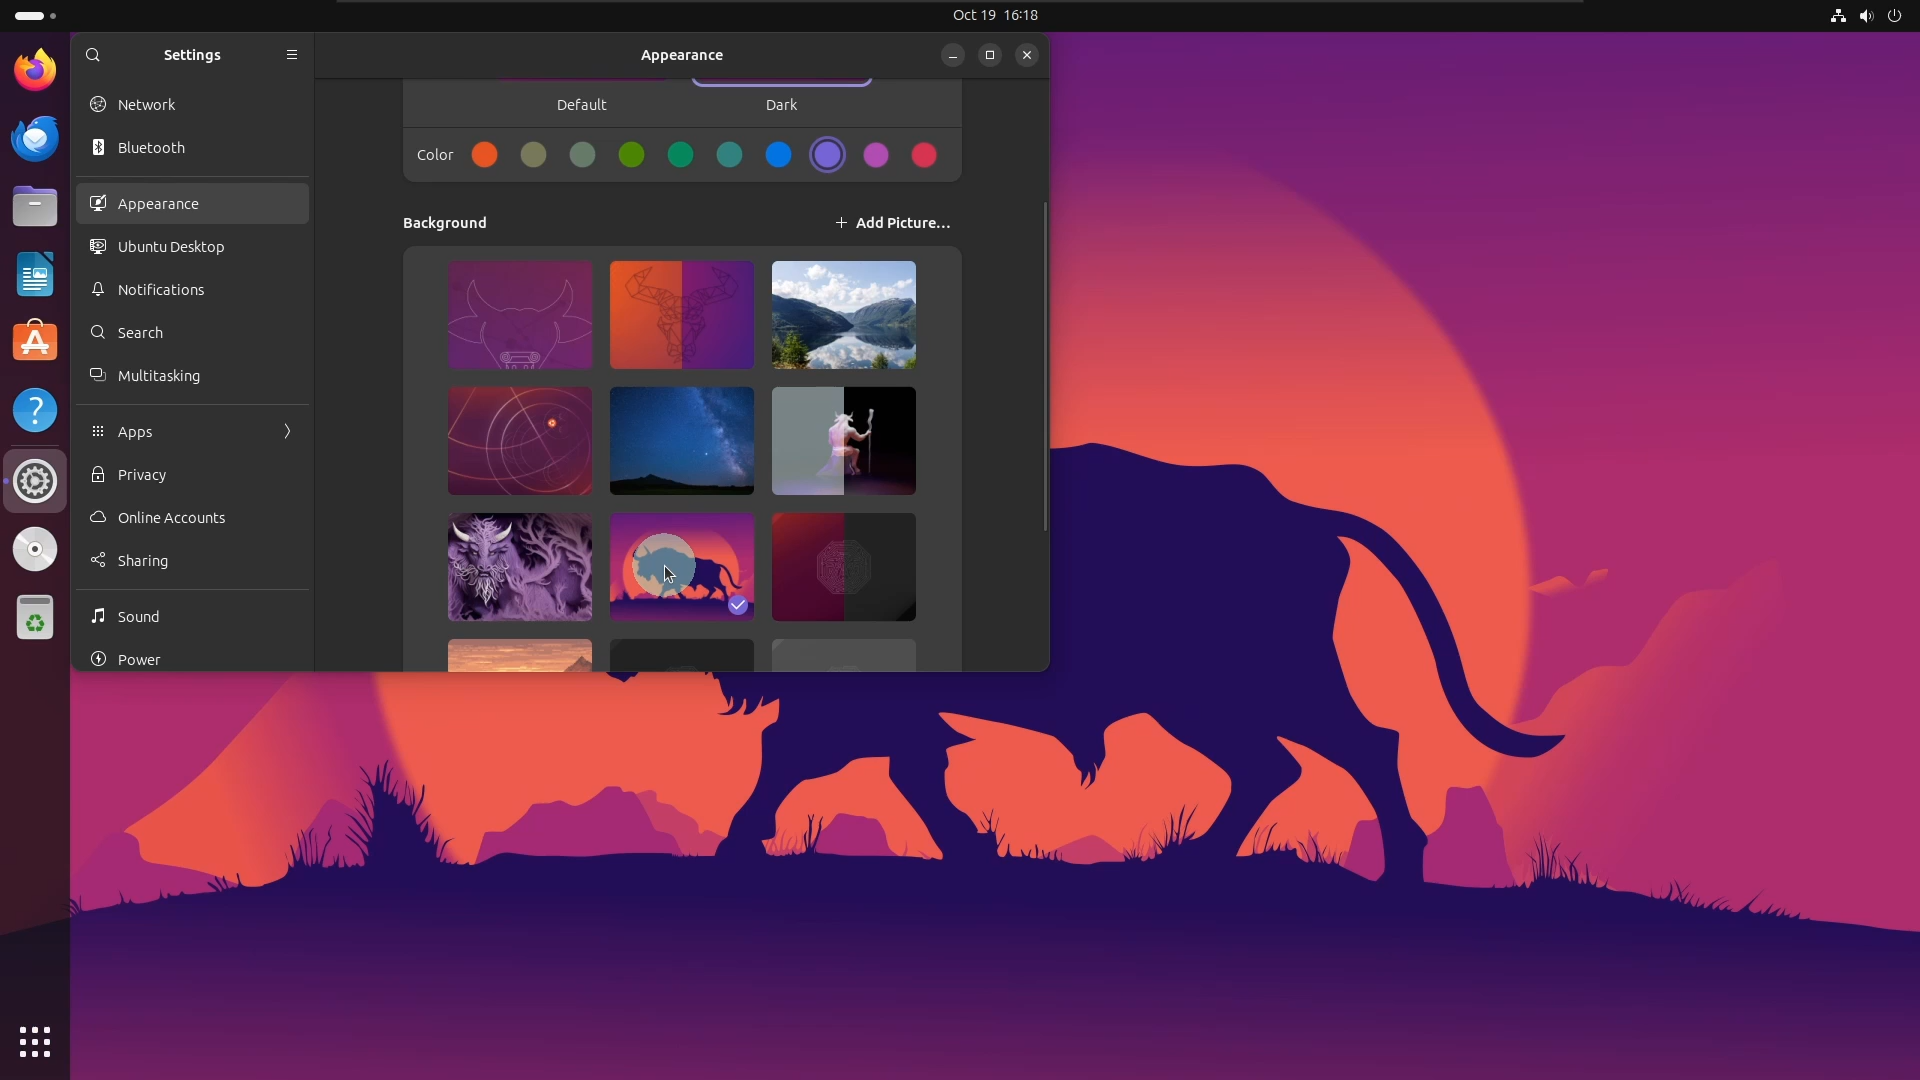 Oct 19 16:18
Settings
Appearance
Network
Bluetooth
Appearance
Ubuntu Desktop
Notifications
Search
Multitasking
Apps
Privacy
Online Accounts
Sharing
Sound
Power
Default
Dark
Color
Background
+ Add Picture...